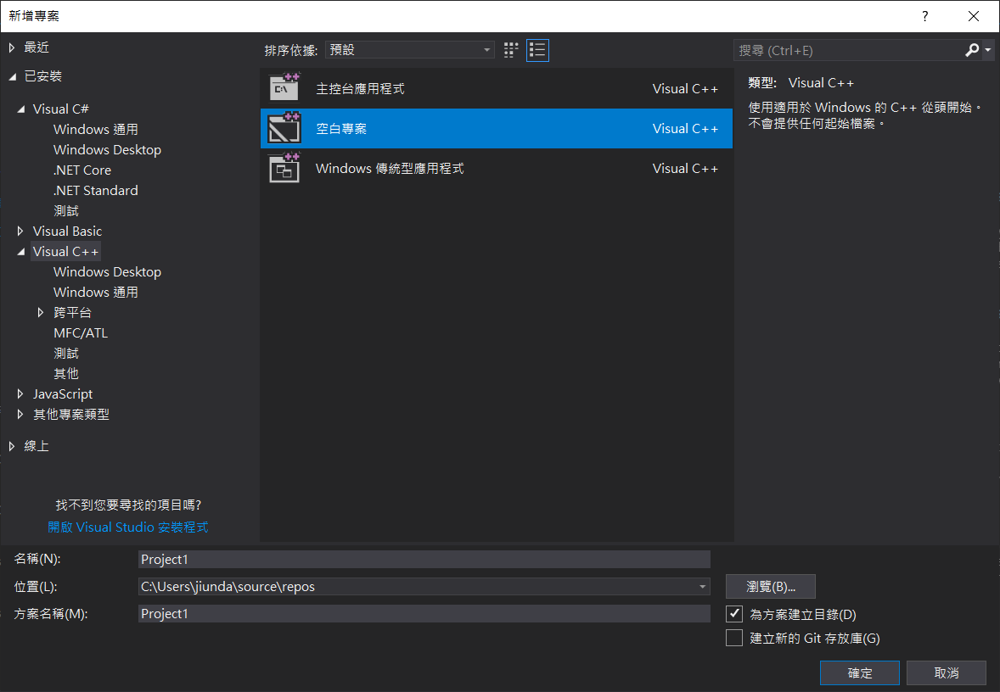 新增專案
?
最近
已安裝
Visual C#
Windows 通用
Windows Desktop
.NET Core
.NET Standard
測試
Visual Basic
Visual C++
Windows Desktop
Windows 通用
跨平台
MFC/ATL
測試
其他
JavaScript
其他專案類型
線上
找不到您要尋找的項目嗎?
開啟 Visual Studio 安裝程式
排序依據: 預設
主控台應用程式 Visual C++
空白專案 Visual C++
Windows 傳統型應用程式 Visual C++
搜尋 (Ctrl+E)
類型: Visual C++
使用適用於 Windows 的 C++ 從頭開始。
不會提供任何起始檔案。
名稱(N): Project1
位置(L): C:\Users\jiunda\source\repos 瀏覽(B)...
方案名稱(M): Project1
為方案建立目錄(D)
建立新的 Git 存放庫(G)
確定 取消